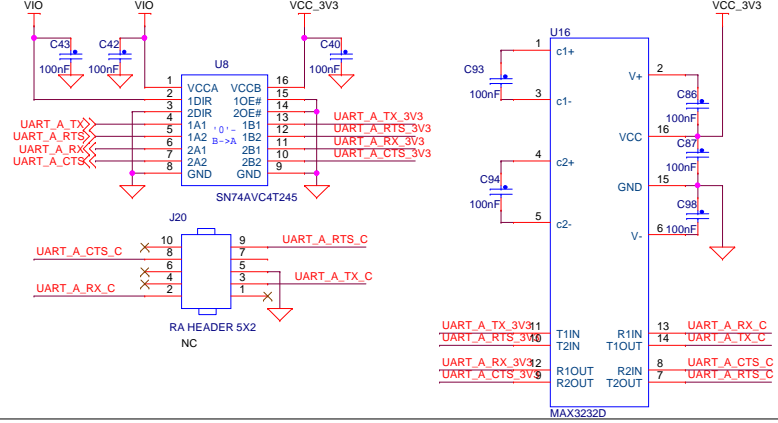 VIO VIO VCC_3V3 VCC_3V3
C43 100nF
C42 100nF
C40 100nF
U8
1 VCCA VCCB 16
2 1DIR 1OE# 15
3 2DIR 2OE# 14
UART_A_TX 4 1A1 1B1 13 UART_A_TX_3V3
UART_A_RTS 5 1A2 '0'- 1B2 12 UART_A_RTS_3V3
UART_A_RX 6 2A1 B->A 2B1 11 UART_A_RX_3V3
UART_A_CTS 7 2A2 2B2 10 UART_A_CTS_3V3
8 GND GND 9
SN74AVC4T245
J20
10 9 UART_A_RTS_C
UART_A_CTS_C 8 7
6 5
4 3 UART_A_TX_C
UART_A_RX_C 2 1
RA HEADER 5X2
NC
U16
1 c1+
C93
100nF
3 c1-
4 c2+
C94
100nF
5 c2-
V+ 2
C86
100nF
VCC 16
C87
100nF
GND 15
C98
V- 6 100nF
UART_A_TX_3V3 11 T1IN R1IN 13 UART_A_RX_C
UART_A_RTS_3V3 10 T2IN T1OUT 14 UART_A_TX_C
UART_A_RX_3V3 12 R1OUT R2IN 8 UART_A_CTS_C
UART_A_CTS_3V3 9 R2OUT T2OUT 7 UART_A_RTS_C
MAX3232D